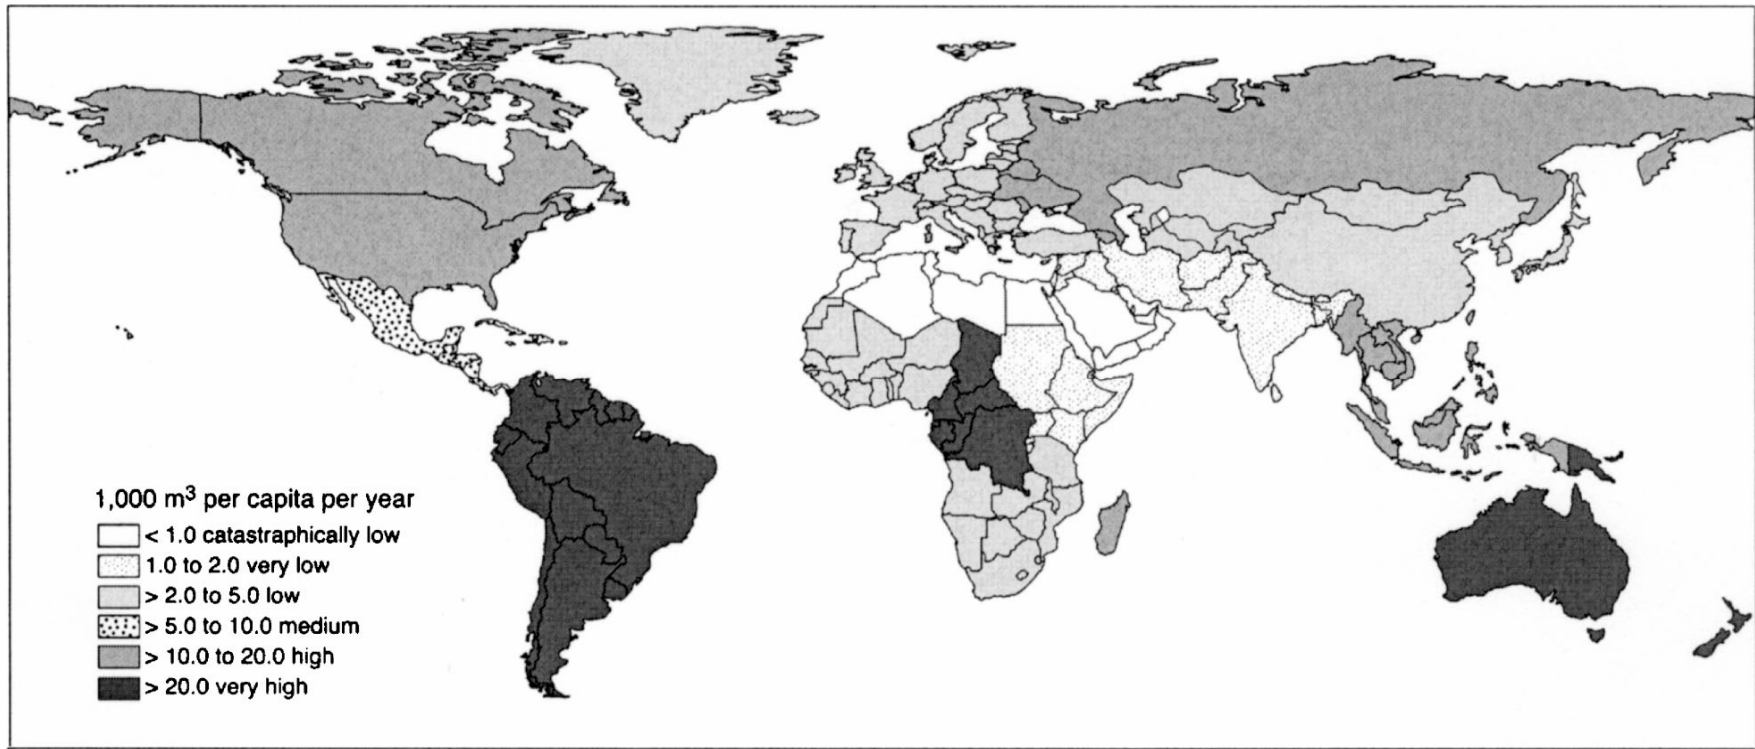 1,000 m³ per capita per year
< 1.0 catastraphically low
1.0 to 2.0 very low
> 2.0 to 5.0 low
> 5.0 to 10.0 medium
> 10.0 to 20.0 high
> 20.0 very high